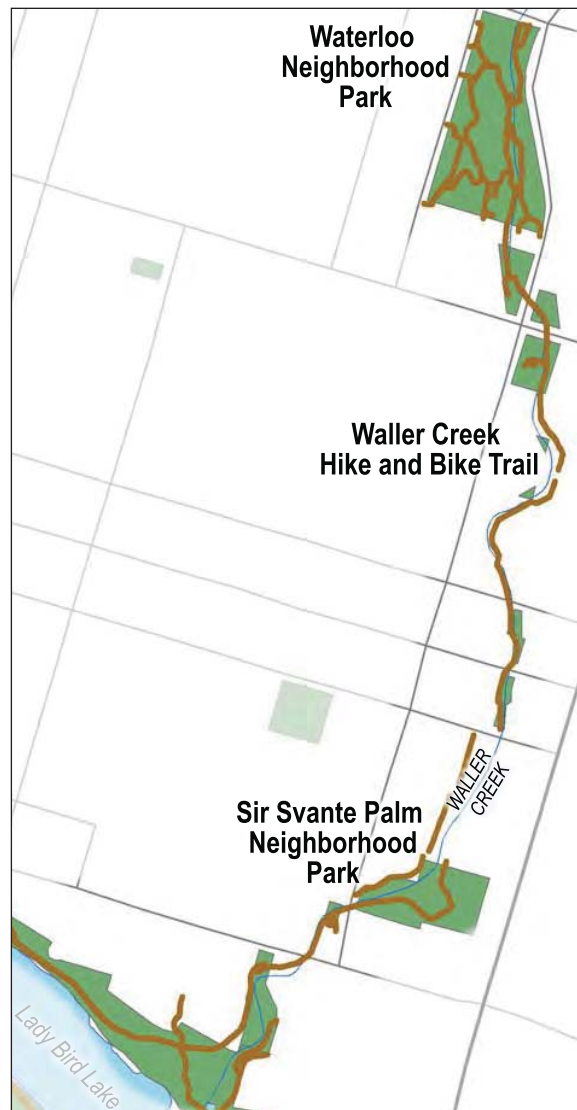 Waterloo
Neighborhood
Park
Waller Creek
Hike and Bike Trail
WALLER
CREEK
Sir Svante Palm
Neighborhood
Park
Lady Bird Lake